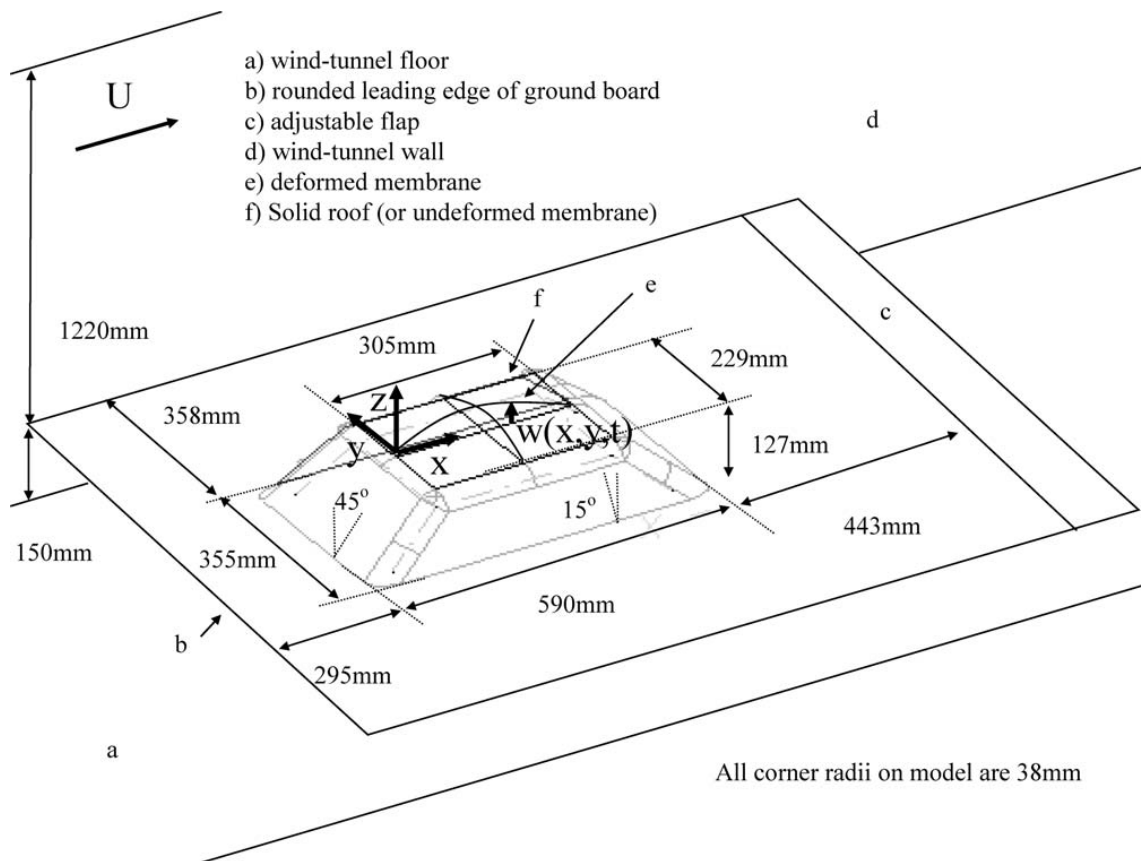 a) wind-tunnel floor
b) rounded leading edge of ground board
c) adjustable flap
d) wind-tunnel wall
e) deformed membrane
f) Solid roof (or undeformed membrane)
U
d
e
f
c
1220mm
305mm
229mm
358mm
z
w(x,y,t)
y
x
127mm
45°
15°
443mm
150mm
355mm
590mm
b
295mm
a
All corner radii on model are 38mm